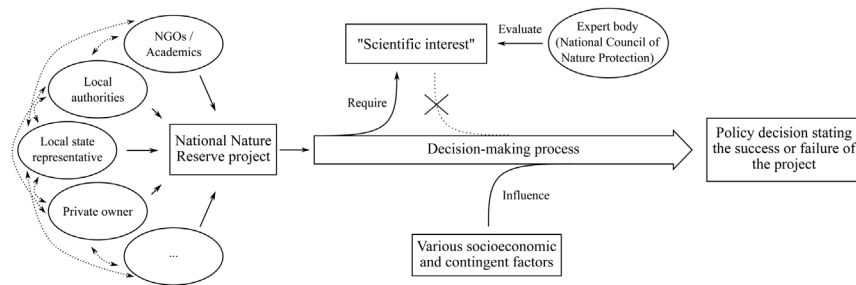 NGOs /
Academics
Local
authorities
Local state
representative
Private owner
...
National Nature
Reserve project
"Scientific interest"
Evaluate
Expert body
(National Council of
Nature Protection)
Require
Decision-making process
Influence
Various socioeconomic
and contingent factors
Policy decision stating
the success or failure of
the project